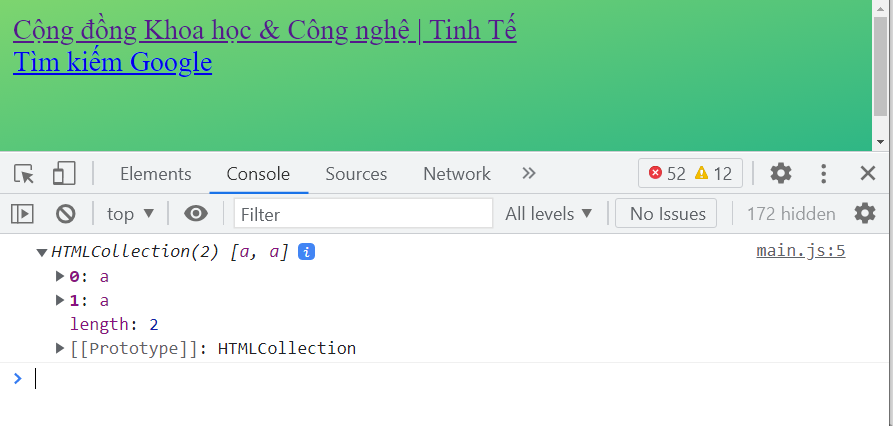 Cộng đồng Khoa học & Công nghệ | Tinh Tế
Tìm kiếm Google
Elements Console Sources Network » 52 12
top Filter All levels No Issues 172 hidden
HTMLCollection(2) [a, a] i main.js:5
0: a
1: a
length: 2
[[Prototype]]: HTMLCollection
>